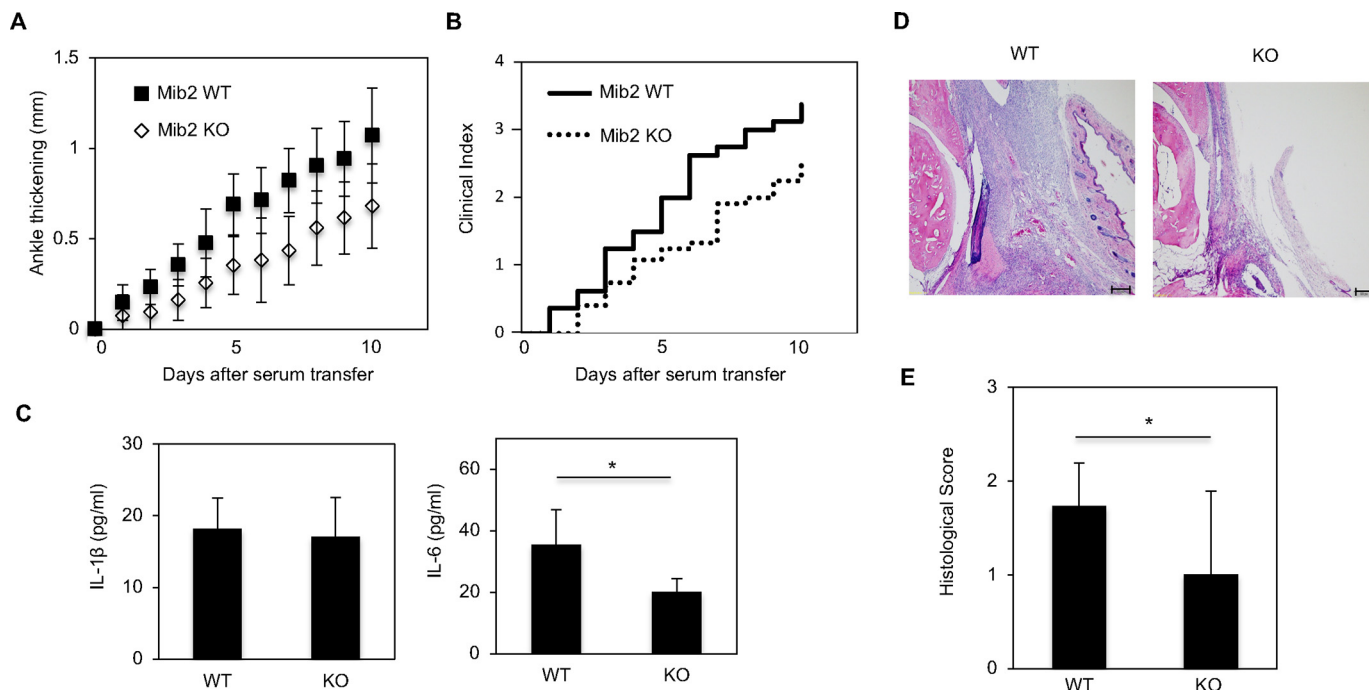 A
1.5
1
0.5
0
Ankle thickening (mm)
Mib2 WT
Mib2 KO
0
5
10
Days after serum transfer
B
4
3
2
1
0
Clinical Index
Mib2 WT
Mib2 KO
0
5
10
Days after serum transfer
C
30
20
10
0
IL-1β (pg/ml)
WT
KO
60
40
20
0
IL-6 (pg/ml)
*
WT
KO
D
WT
KO
E
3
2
1
0
Histological Score
*
WT
KO